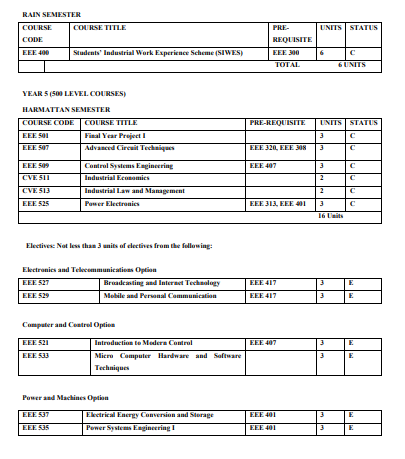 RAIN SEMESTER
COURSE CODE COURSE TITLE PRE-REQUISITE UNITS STATUS
EEE 400 Students' Industrial Work Experience Scheme (SIWES) EEE 300 6 C
TOTAL 6 UNITS
YEAR 5 (500 LEVEL COURSES)
HARMATTAN SEMESTER
COURSE CODE COURSE TITLE PRE-REQUISITE UNITS STATUS
EEE 501 Final Year Project I 3 C
EEE 507 Advanced Circuit Techniques EEE 320, EEE 308 3 C
EEE 509 Control Systems Engineering EEE 407 3 C
CVE 511 Industrial Economics 2 C
CVE 513 Industrial Law and Management 2 C
EEE 525 Power Electronics EEE 313, EEE 401 3 C
16 Units
Electives: Not less than 3 units of electives from the following:
Electronics and Telecommunications Option
EEE 527 Broadcasting and Internet Technology EEE 417 3 E
EEE 529 Mobile and Personal Communication EEE 417 3 E
Computer and Control Option
EEE 521 Introduction to Modern Control EEE 407 3 E
EEE 533 Micro Computer Hardware and Software Techniques 3 E
Power and Machines Option
EEE 537 Electrical Energy Conversion and Storage EEE 401 3 E
EEE 535 Power Systems Engineering I EEE 401 3 E